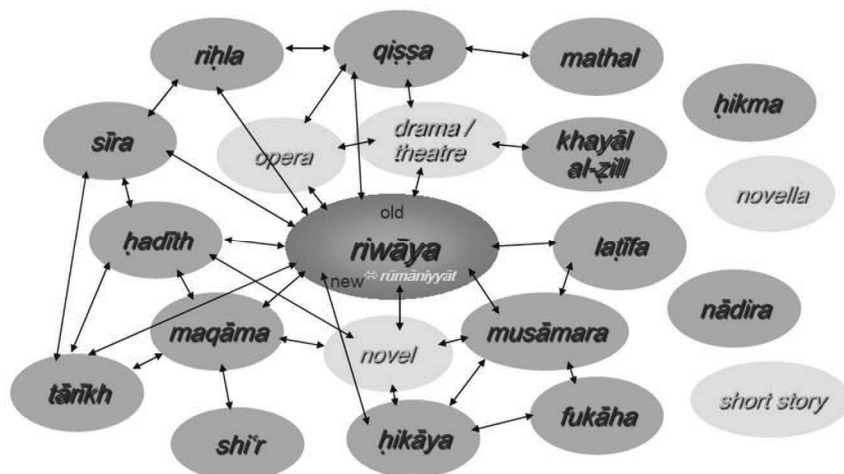 riḥla
qiṣṣa
mathal
ḥikma
sīra
opera
drama /
theatre
khayāl
al-ẓill
novella
old
ḥadīth
riwāya
laṭīfa
new
⇔ rūmāniyyāt
nādira
maqāma
novel
musāmara
tārīkh
short story
shi‘r
ḥikāya
fukāha